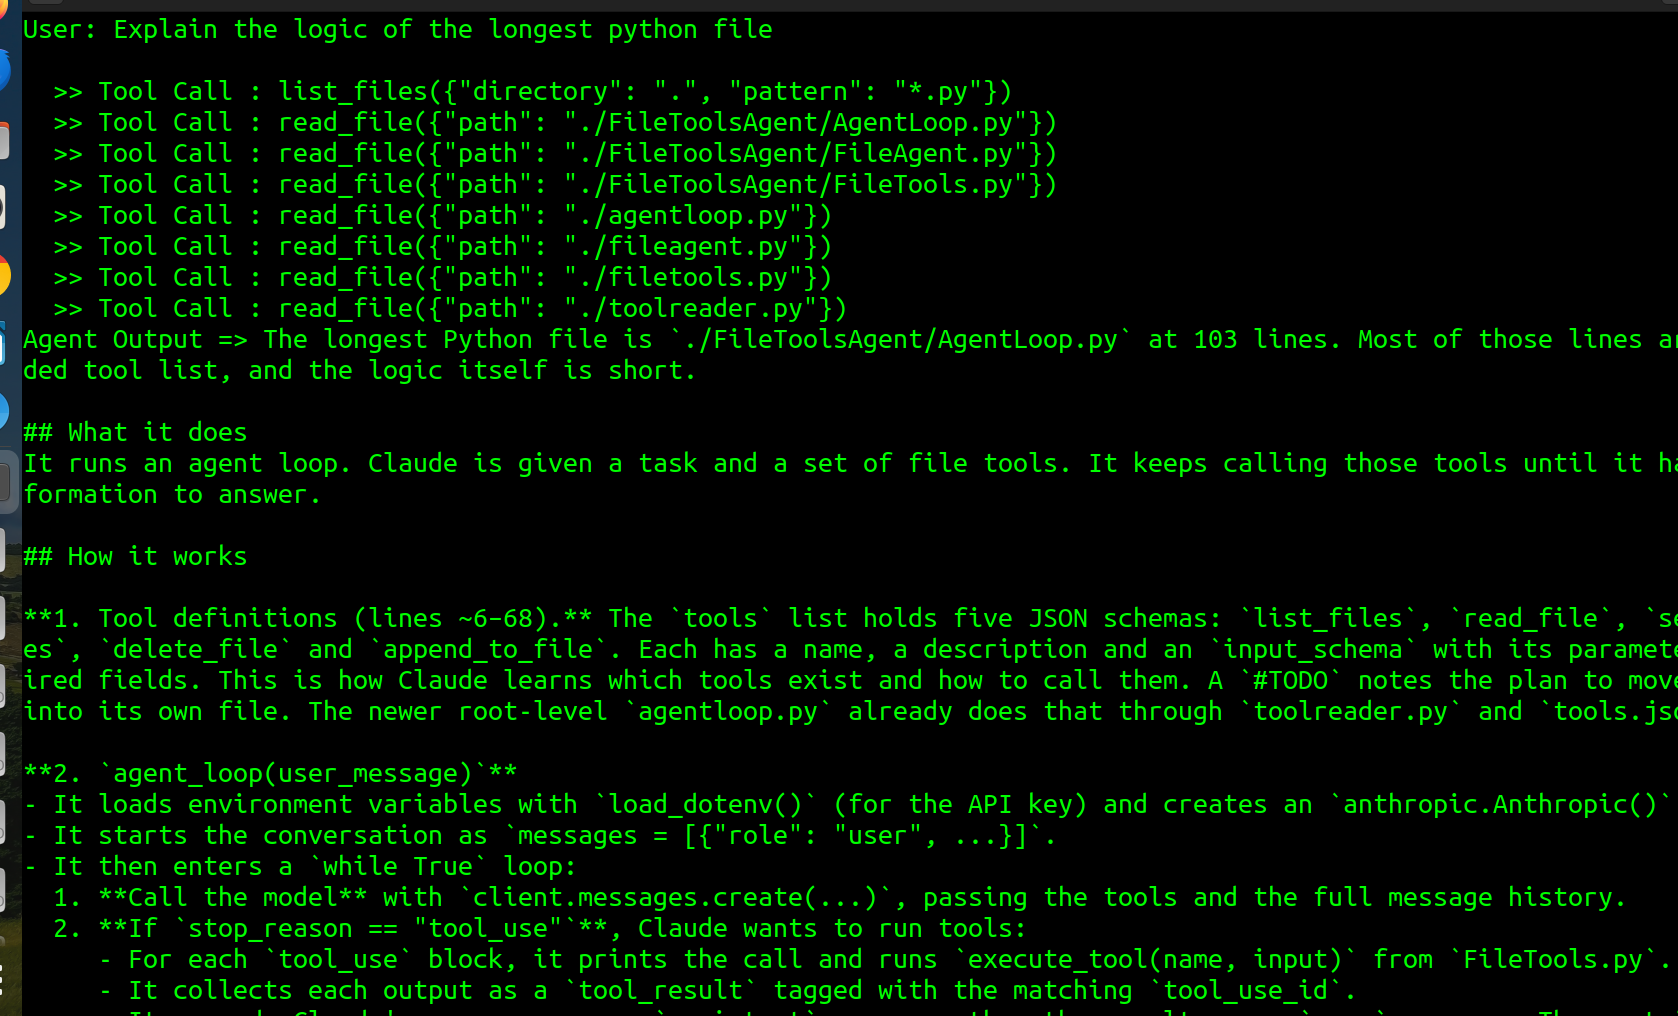 User: Explain the logic of the longest python file
>> Tool Call : list_files({"directory": ".", "pattern": "*.py"})
>> Tool Call : read_file({"path": "./FileToolsAgent/AgentLoop.py"})
>> Tool Call : read_file({"path": "./FileToolsAgent/FileAgent.py"})
>> Tool Call : read_file({"path": "./FileToolsAgent/FileTools.py"})
>> Tool Call : read_file({"path": "./agentloop.py"})
>> Tool Call : read_file({"path": "./fileagent.py"})
>> Tool Call : read_file({"path": "./filetools.py"})
>> Tool Call : read_file({"path": "./toolreader.py"})
Agent Output => The longest Python file is `./FileToolsAgent/AgentLoop.py` at 103 lines. Most of those lines
ded tool list, and the logic itself is short.
## What it does
It runs an agent loop. Claude is given a task and a set of file tools. It keeps calling those tools until it
formation to answer.
## How it works
**1. Tool definitions (lines ~6–68).** The `tools` list holds five JSON schemas: `list_files`, `read_file`, `se
es`, `delete_file` and `append_to_file`. Each has a name, a description and an `input_schema` with its paramete
ired fields. This is how Claude learns which tools exist and how to call them. A `#TODO` notes the plan to move
into its own file. The newer root-level `agentloop.py` already does that through `toolreader.py` and `tools.jso
**2. `agent_loop(user_message)`**
- It loads environment variables with `load_dotenv()` (for the API key) and creates an `anthropic.Anthropic()`
- It starts the conversation as `messages = [{"role": "user", ...}]`.
- It then enters a `while True` loop:
1. **Call the model** with `client.messages.create(...)`, passing the tools and the full message history.
2. **If `stop_reason == "tool_use"`**, Claude wants to run tools:
- For each `tool_use` block, it prints the call and runs `execute_tool(name, input)` from `FileTools.py`.
- It collects each output as a `tool_result` tagged with the matching `tool_use_id`.